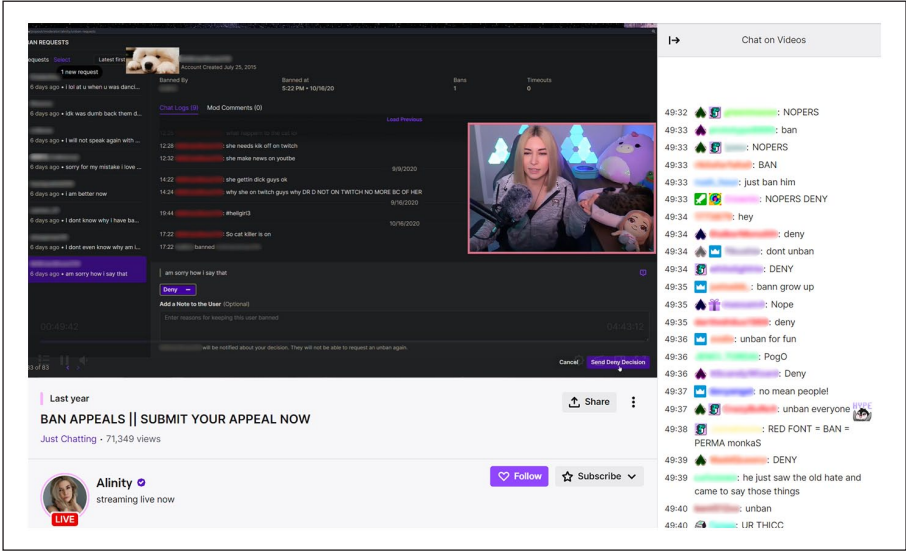 BAN REQUESTS
equests Select Latest first
1 new request
Account Created July 25, 2015
6 days ago • I lol at u when u was danci...
6 days ago • idk was dumb back them d...
6 days ago • I will not speak again with ...
6 days ago • sorry for my mistake i love ...
6 days ago • I am better now
6 days ago • I dont know why i have ba...
6 days ago • I dont even know why am i...
6 days ago • am sorry how i say that
03 of 83
Banned By
Banned at
5:22 PM • 10/16/20
Bans
1
Timeouts
0
Chat Logs (9) Mod Comments (0)
Load Previous
12:28 : she needs kik off on twitch
12:32 : she make news on youtbe
9/9/2020
14:22 : she gettin dick guys ok
14:24 : why she on twitch guys why DR D NOT ON TWITCH NO MORE BC OF HER
9/16/2020
19:44 : #heligirl3
10/16/2020
17:22 : So cat killer is on
17:22 banned
am sorry how i say that
Deny
Add a Note to the User (Optional)
Enter reasons for keeping this user banned
00:49:42
04:43:12
will be notified about your decision. They will not be able to request an unban again.
Cancel Send Deny Decision
Last year
BAN APPEALS || SUBMIT YOUR APPEAL NOW
Just Chatting • 71,349 views
Share
Alinity
streaming live now
LIVE
Follow
Subscribe
Chat on Videos
49:32 : NOPERS
49:33 : ban
49:33 : NOPERS
49:33 : BAN
49:33 : just ban him
49:33 : NOPERS DENY
49:34 : hey
49:34 : deny
49:34 : dont unban
49:34 : DENY
49:35 : bann grow up
49:35 : Nope
49:35 : deny
49:36 : unban for fun
49:36 : PogO
49:36 : Deny
49:37 : no mean people!
49:37 : unban everyone HYPE
49:38 : RED FONT = BAN =
PERMA monkaS
49:39 : DENY
49:39 : he just saw the old hate and
came to say those things
49:40 : unban
49:40 : UR THICC